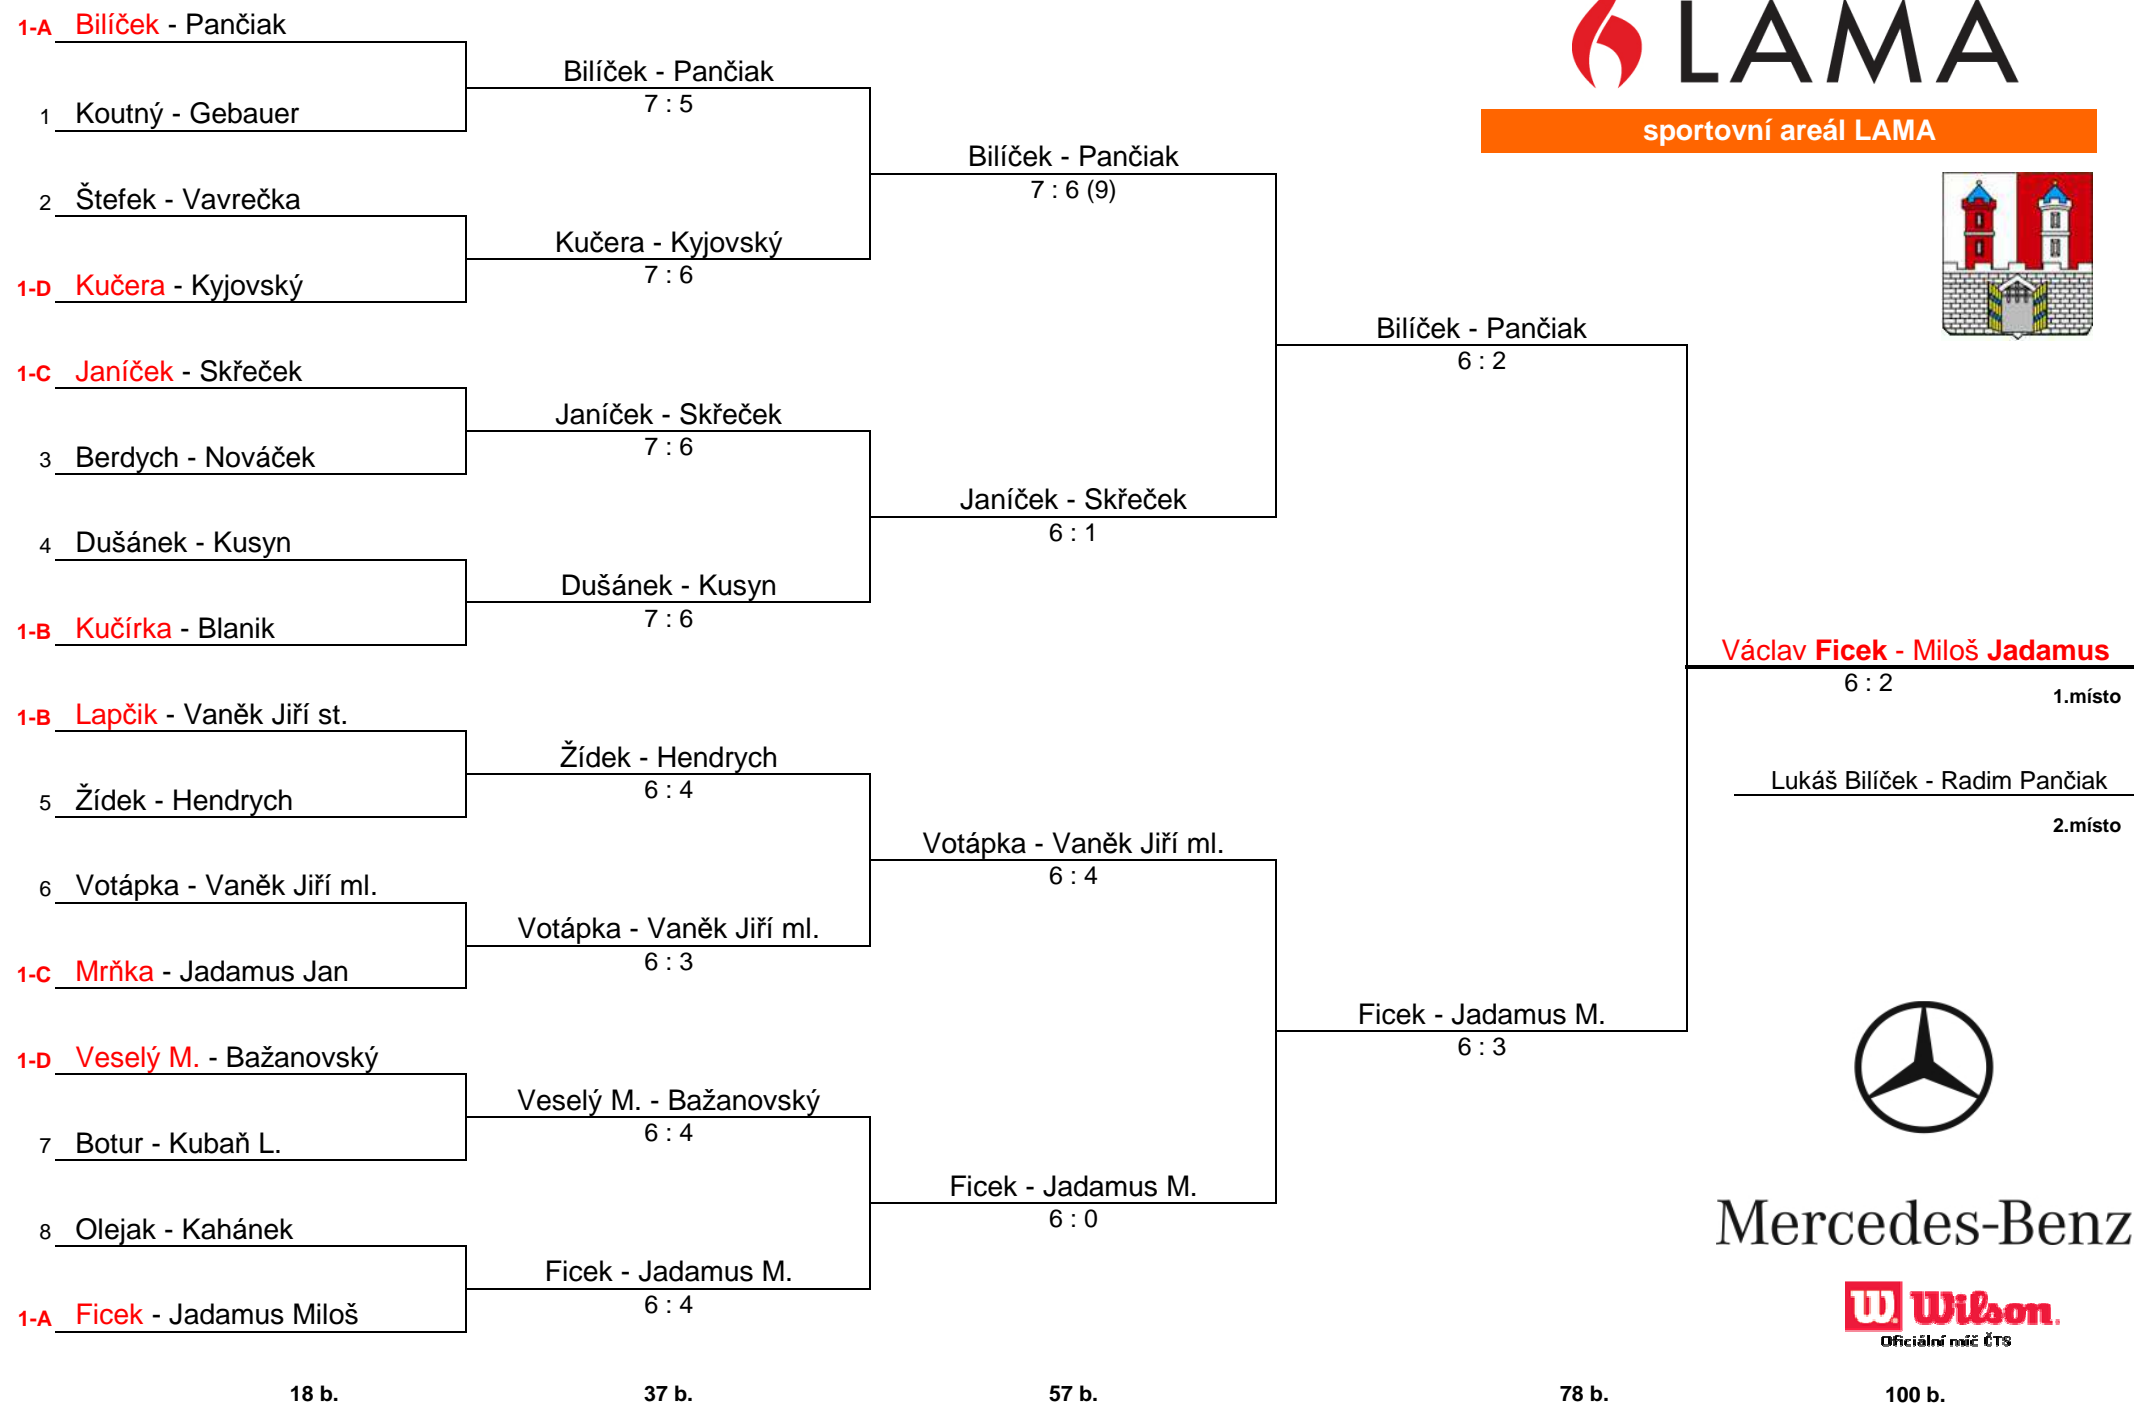 LAMA
sportovní areál LAMA
1-A Bilíček - Pančiak
Bilíček - Pančiak
7 : 5
1 Koutný - Gebauer
Bilíček - Pančiak
7 : 6 (9)
2 Štefek - Vavrečka
Kučera - Kyjovský
7 : 6
1-D Kučera - Kyjovský
Bilíček - Pančiak
6 : 2
1-C Janíček - Skřeček
Janíček - Skřeček
7 : 6
3 Berdych - Nováček
Janíček - Skřeček
6 : 1
4 Dušánek - Kusyn
Dušánek - Kusyn
7 : 6
1-B Kučírka - Blanik
Václav Ficek - Miloš Jadamus
6 : 2
1.místo
1-B Lapčik - Vaněk Jiří st.
Žídek - Hendrych
6 : 4
Lukáš Bilíček - Radim Pančiak
2.místo
5 Žídek - Hendrych
Votápka - Vaněk Jiří ml.
6 : 4
6 Votápka - Vaněk Jiří ml.
Votápka - Vaněk Jiří ml.
6 : 3
1-C Mrňka - Jadamus Jan
Ficek - Jadamus M.
6 : 3
1-D Veselý M. - Bažanovský
Veselý M. - Bažanovský
6 : 4
7 Botur - Kubaň L.
Ficek - Jadamus M.
6 : 0
Mercedes-Benz
8 Olejak - Kahánek
Ficek - Jadamus M.
6 : 4
1-A Ficek - Jadamus Miloš
W Wilson.
Oficiální míč ČTS
18 b. 37 b. 57 b. 78 b. 100 b.